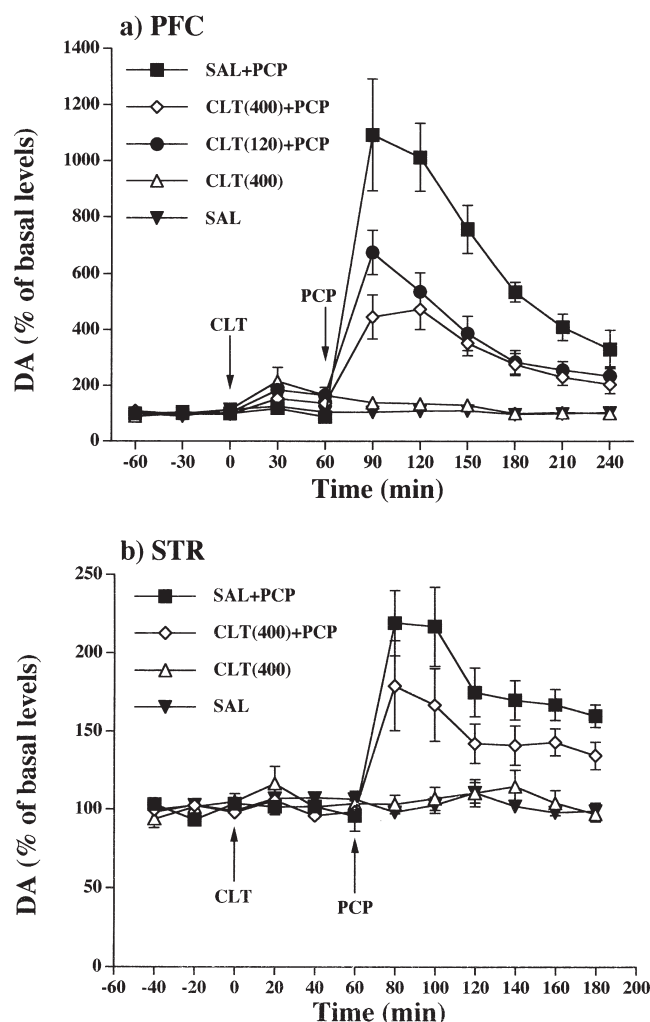 a) PFC
1400
1200
1000
800
600
400
200
0
DA (% of basal levels)
SAL+PCP
CLT(400)+PCP
CLT(120)+PCP
CLT(400)
SAL
CLT
PCP
-60 -30 0 30 60 90 120 150 180 210 240
Time (min)
b) STR
250
200
150
100
50
0
DA (% of basal levels)
SAL+PCP
CLT(400)+PCP
CLT(400)
SAL
CLT
PCP
-60 -40 -20 0 20 40 60 80 100 120 140 160 180 200
Time (min)